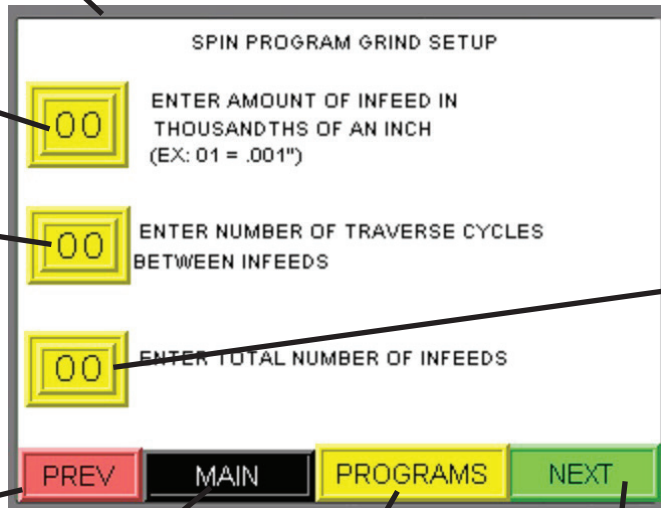 SPIN PROGRAM GRIND SETUP
00
ENTER AMOUNT OF INFEED IN
THOUSANDTHS OF AN INCH
(EX: 01 = .001")
00
ENTER NUMBER OF TRAVERSE CYCLES
BETWEEN INFEEDS
00
ENTER TOTAL NUMBER OF INFEEDS
PREV
MAIN
PROGRAMS
NEXT